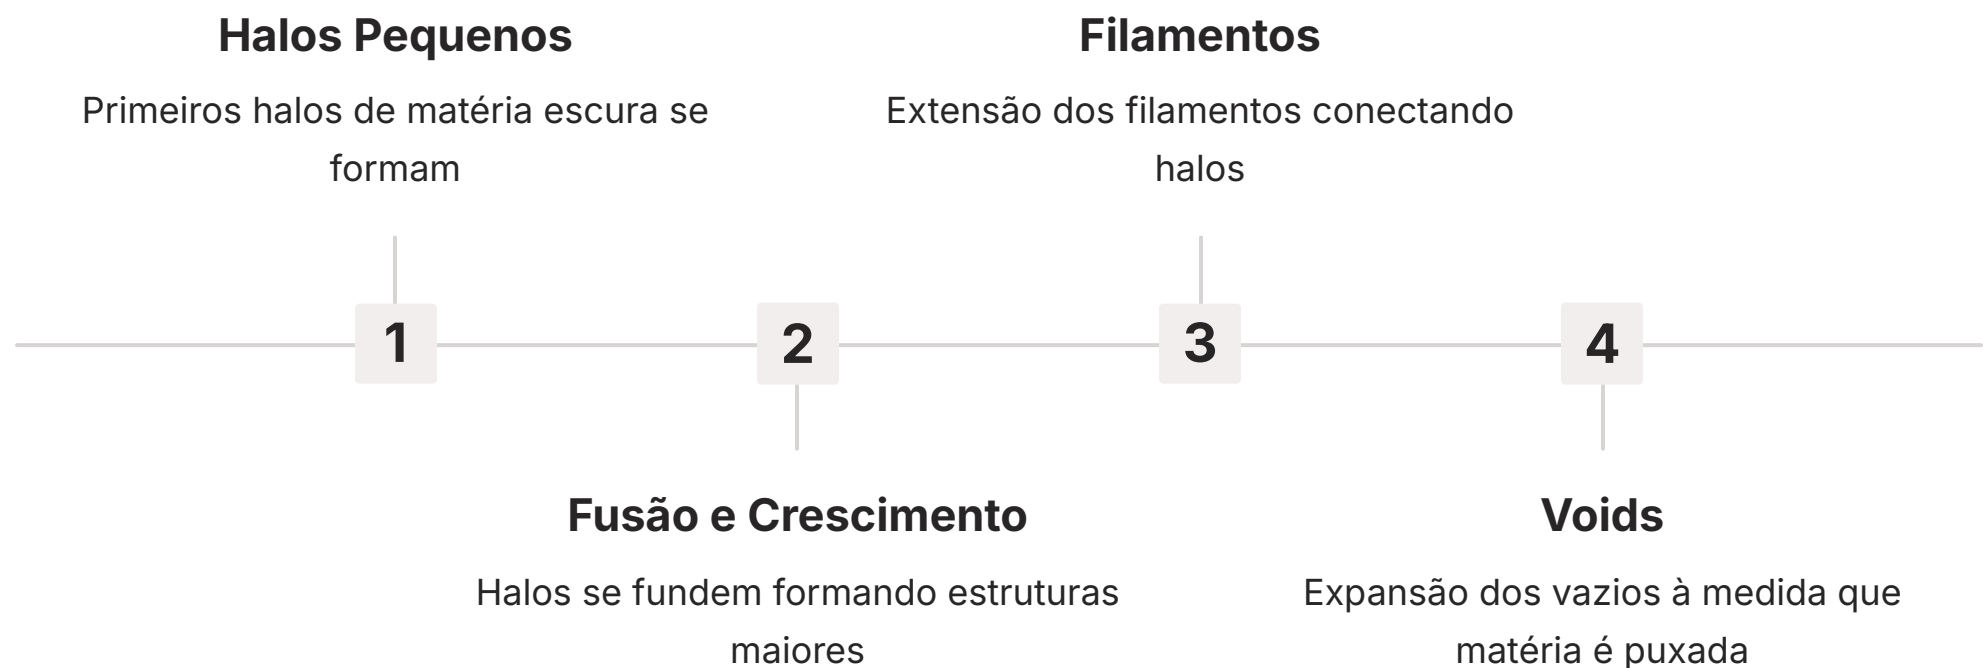 Halos Pequenos
Primeiros halos de matéria escura se
formam
Filamentos
Extensão dos filamentos conectando
halos
1
2
3
4
Fusão e Crescimento
Halos se fundem formando estruturas
maiores
Voids
Expansão dos vazios à medida que
matéria é puxada